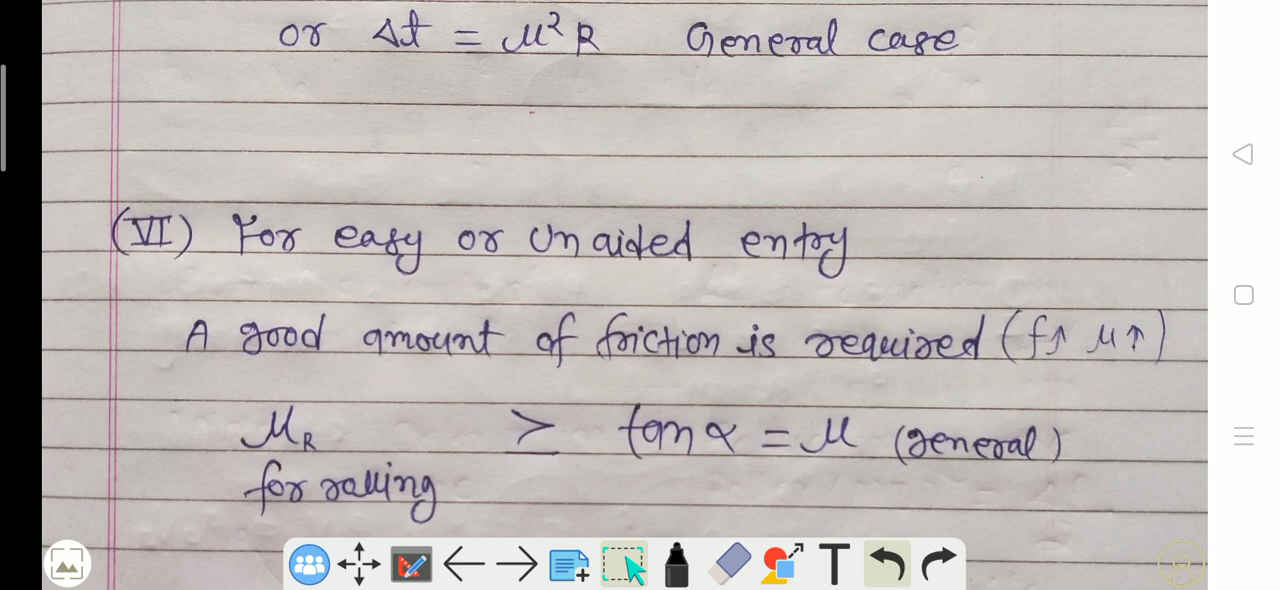 or Δt = μ² R General case
(VI) For easy or Unaided entry
A good amount of friction is required (f↑ μ↑)
μR ≥ tan α = μ (general)
for rolling
T